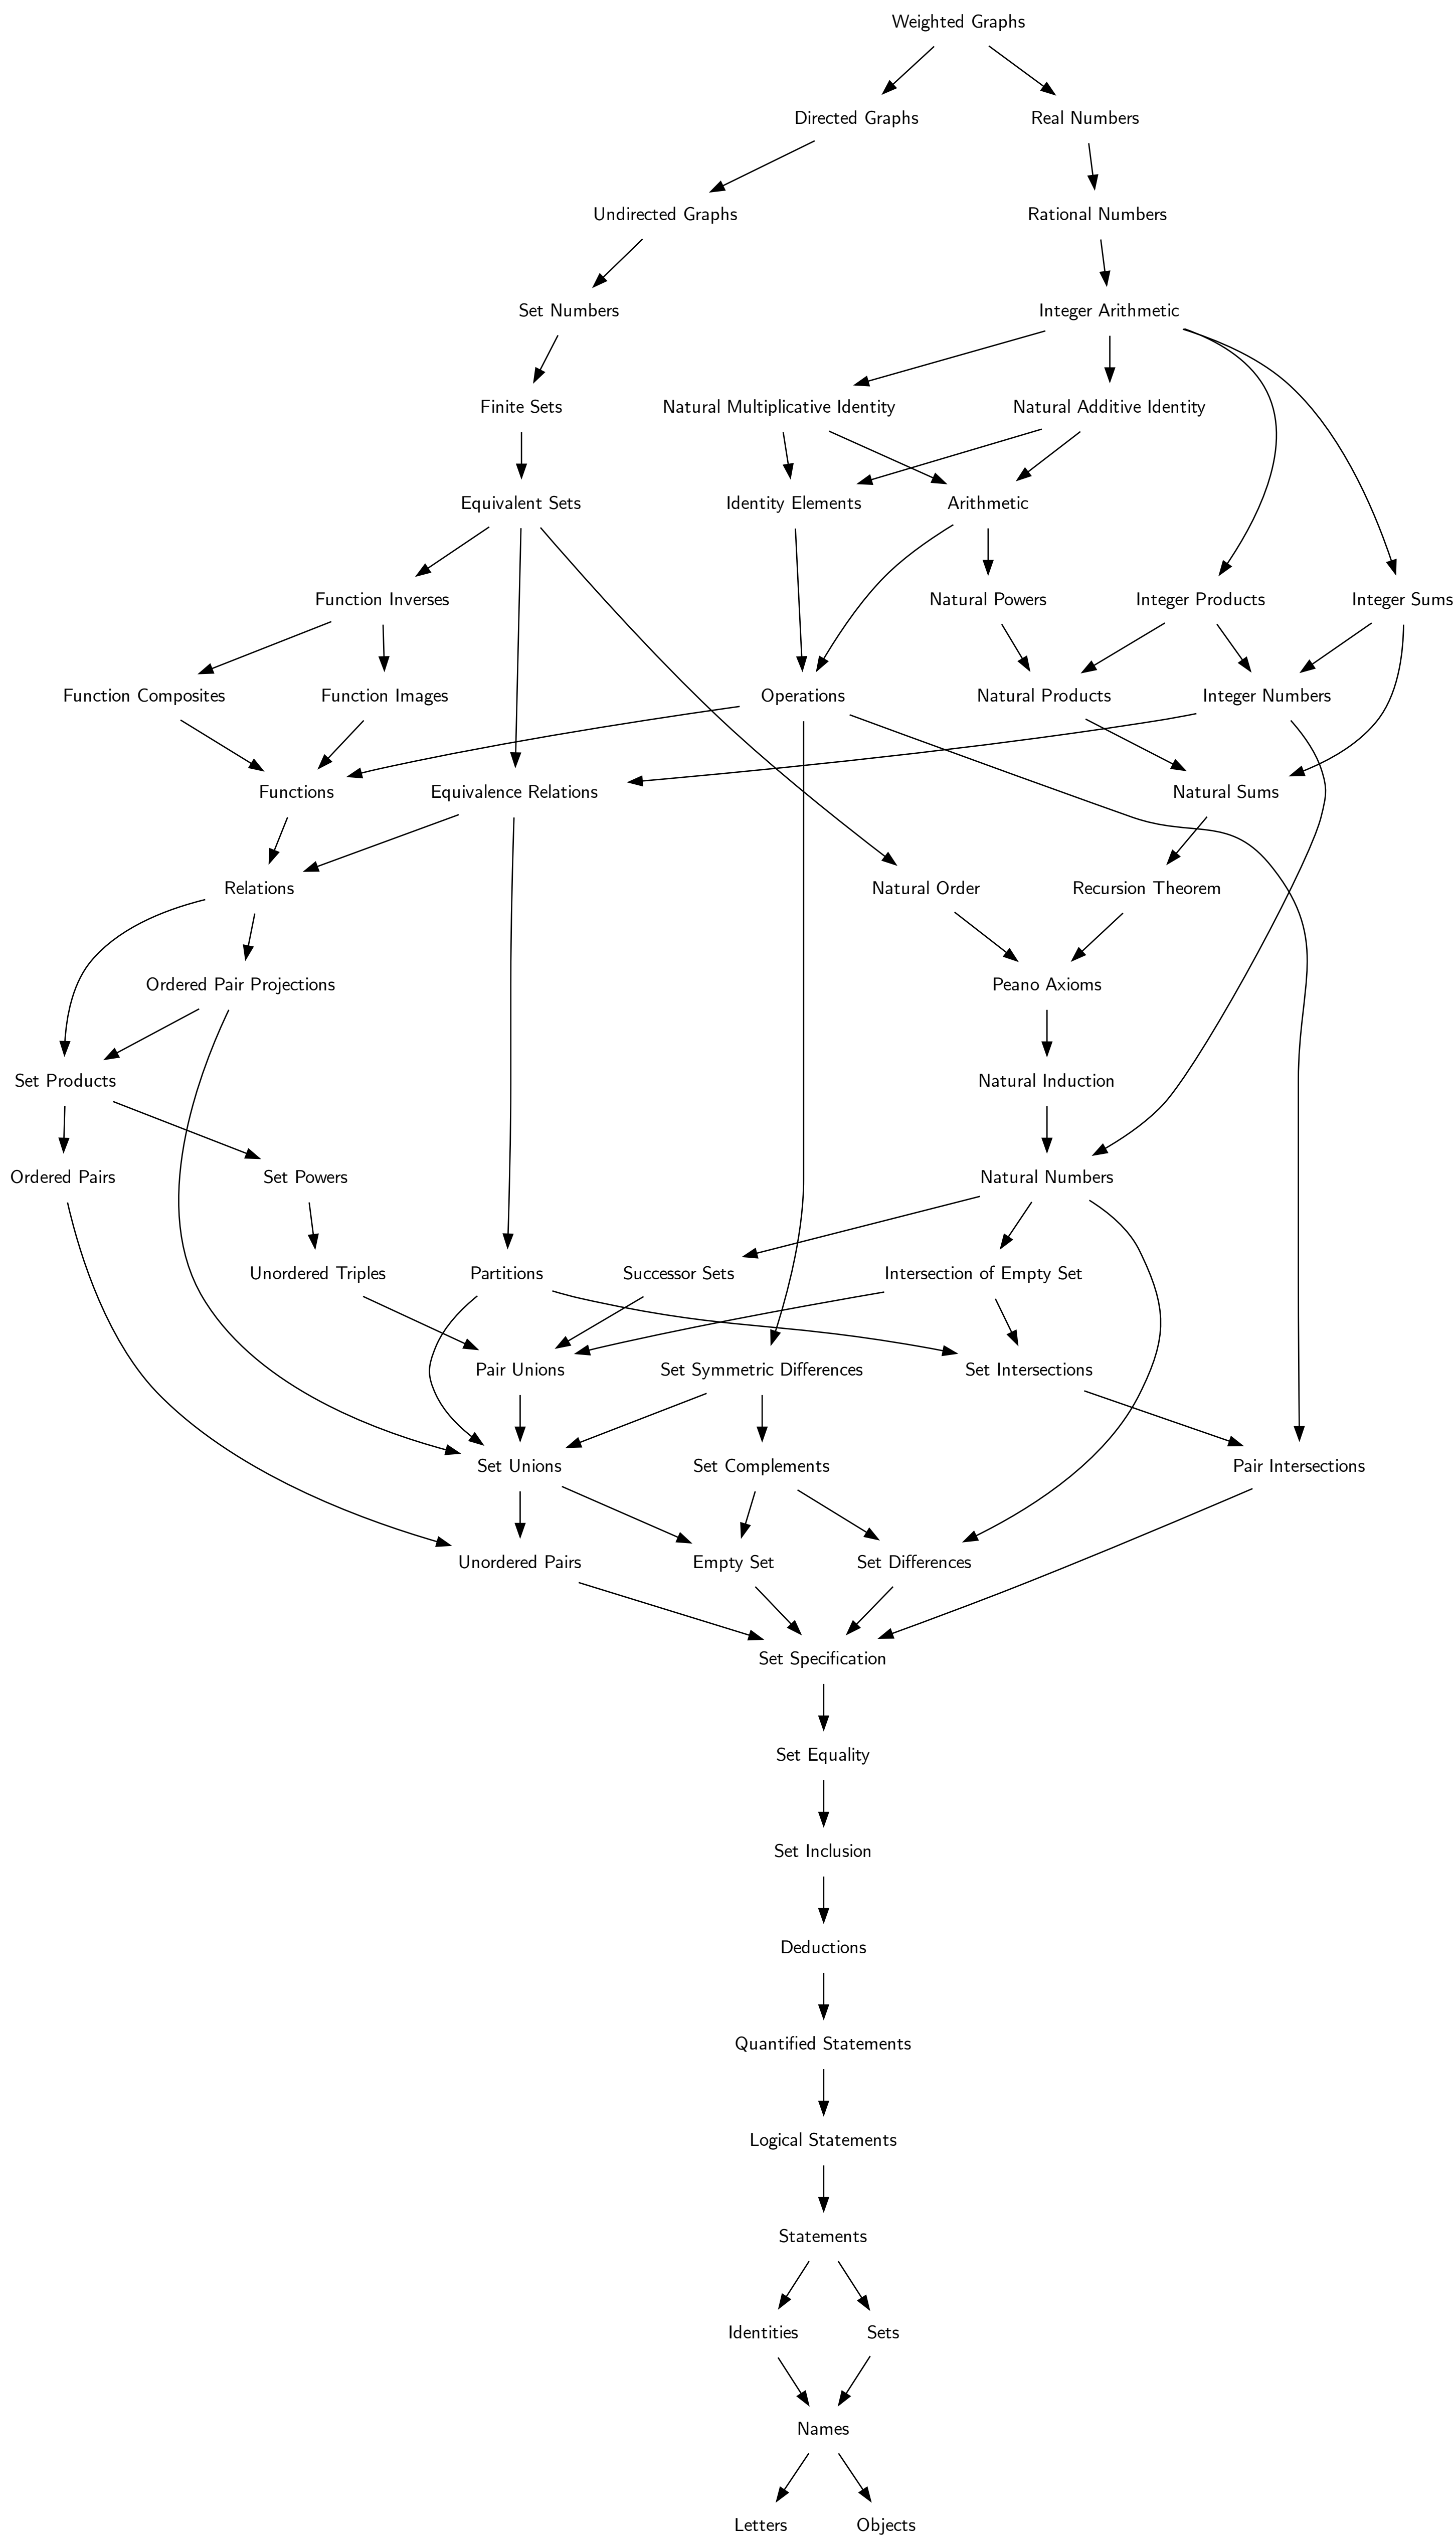 Weighted Graphs
Directed Graphs
Real Numbers
Undirected Graphs
Rational Numbers
Set Numbers
Integer Arithmetic
Finite Sets
Natural Multiplicative Identity
Natural Additive Identity
Equivalent Sets
Identity Elements
Arithmetic
Function Inverses
Natural Powers
Integer Products
Integer Sums
Function Composites
Function Images
Operations
Natural Products
Integer Numbers
Functions
Equivalence Relations
Natural Sums
Relations
Natural Order
Recursion Theorem
Ordered Pair Projections
Peano Axioms
Set Products
Natural Induction
Ordered Pairs
Set Powers
Natural Numbers
Unordered Triples
Partitions
Successor Sets
Intersection of Empty Set
Pair Unions
Set Symmetric Differences
Set Intersections
Set Unions
Set Complements
Pair Intersections
Unordered Pairs
Empty Set
Set Differences
Set Specification
Set Equality
Set Inclusion
Deductions
Quantified Statements
Logical Statements
Statements
Identities
Sets
Names
Letters
Objects